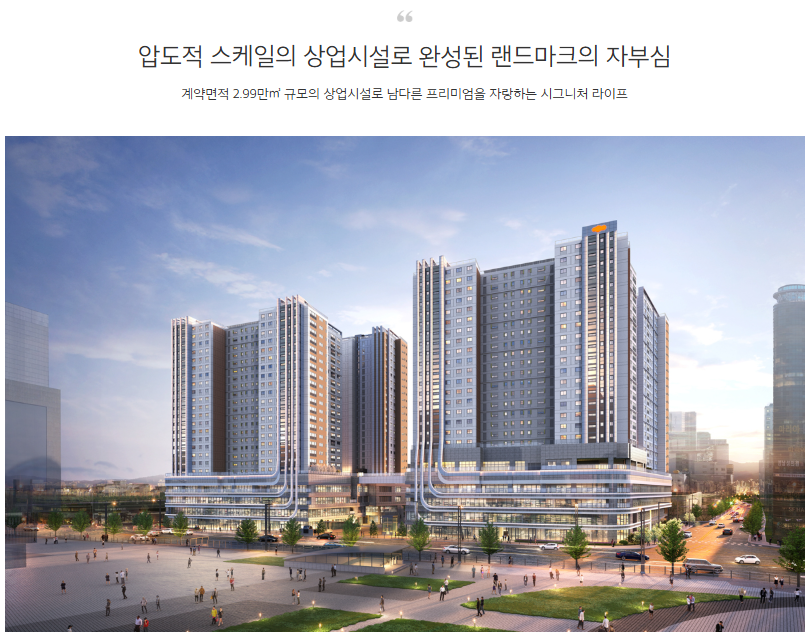 압도적 스케일의 상업시설로 완성된 랜드마크의 자부심
계약면적 2.99만㎡ 규모의 상업시설로 남다른 프리미엄을 자랑하는 시그니처 라이프